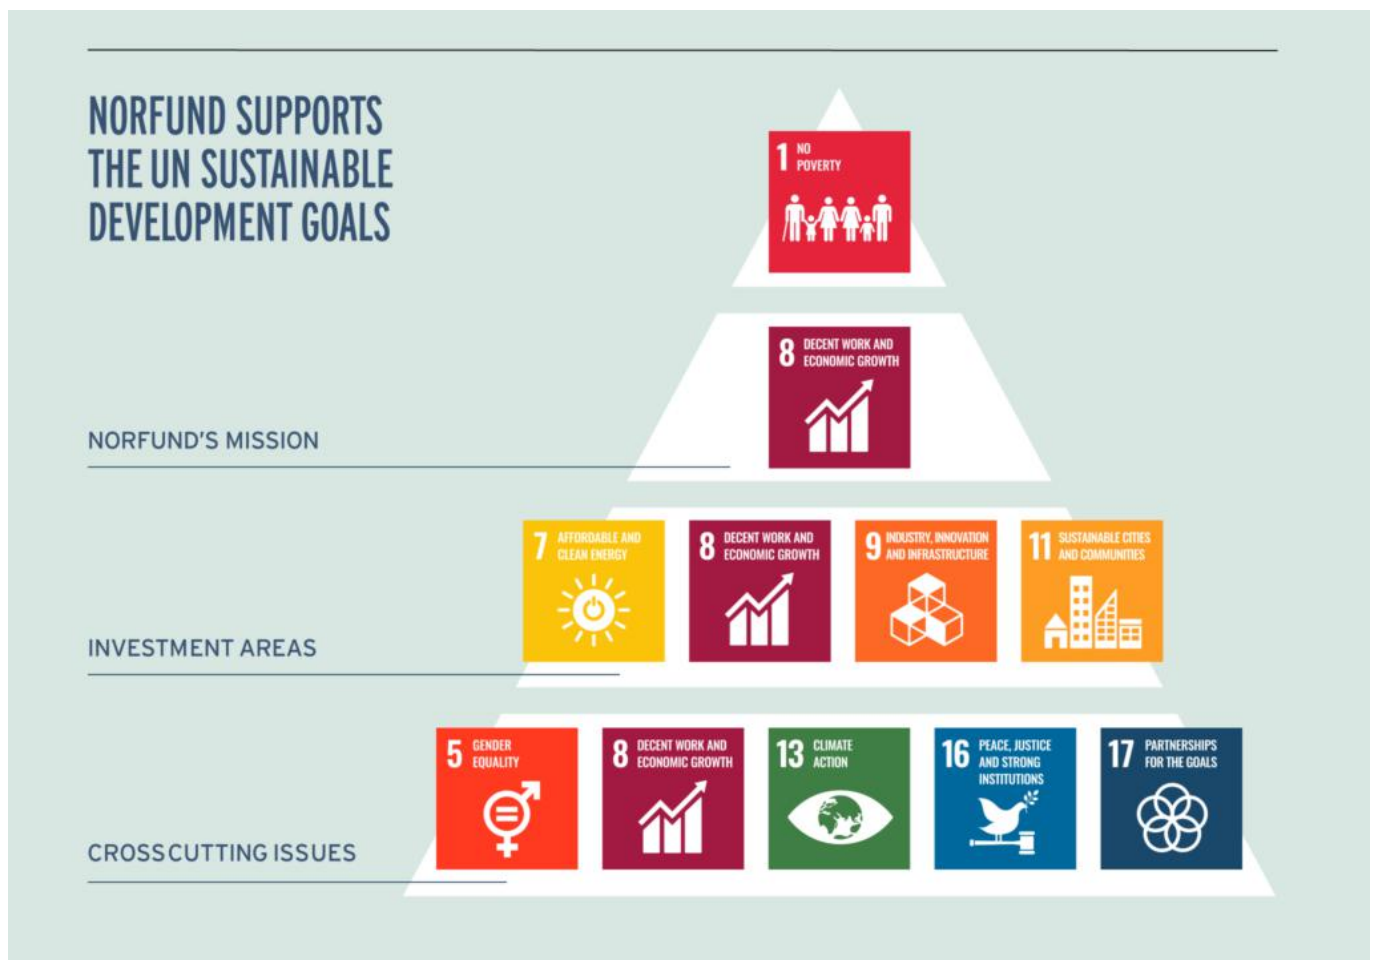 NORFUND SUPPORTS
THE UN SUSTAINABLE
DEVELOPMENT GOALS
1 NO
POVERTY
8 DECENT WORK AND
ECONOMIC GROWTH
NORFUND'S MISSION
7 AFFORDABLE AND
CLEAN ENERGY
8 DECENT WORK AND
ECONOMIC GROWTH
9 INDUSTRY, INNOVATION
AND INFRASTRUCTURE
11 SUSTAINABLE CITIES
AND COMMUNITIES
INVESTMENT AREAS
5 GENDER
EQUALITY
8 DECENT WORK AND
ECONOMIC GROWTH
13 CLIMATE
ACTION
16 PEACE, JUSTICE
AND STRONG
INSTITUTIONS
17 PARTNERSHIPS
FOR THE GOALS
CROSSCUTTING ISSUES